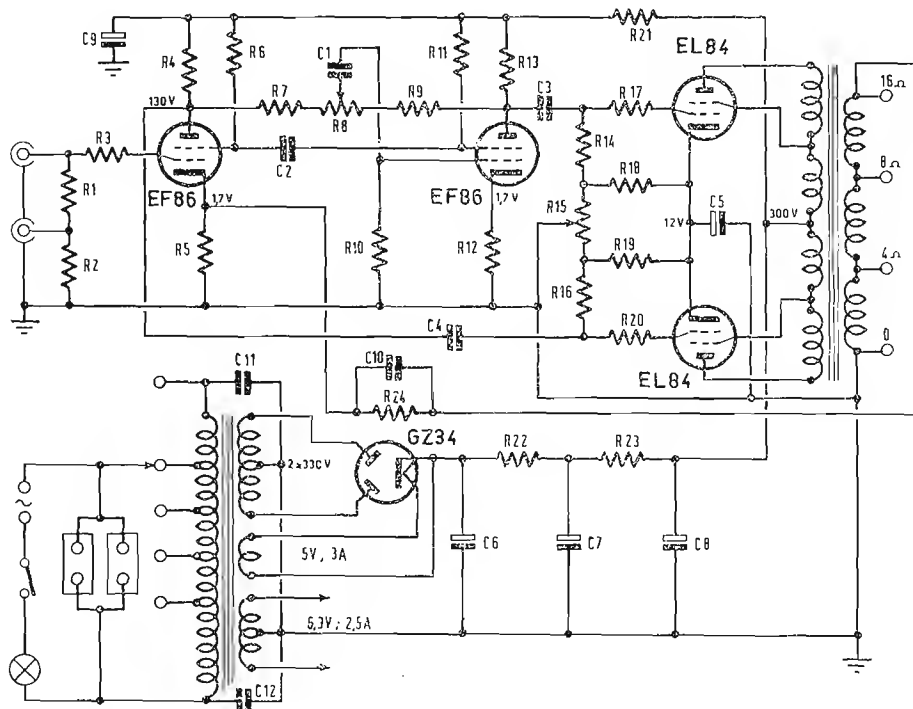 C9
R4
R6
C1
R11
R13
R21
EL84
130V
R7
R8
R9
C3
R17
16Ω
R3
R14
C2
EF86
1,7V
EF86
1,7V
R18
R1
8Ω
R15
12V
C5
300V
R2
R5
R10
R12
R19
4Ω
R16
C4
R20
0
EL84
C11
C10
R24
GZ34
2x330V
R22
R23
~
5V, 3A
C6
C7
C8
6,3V; 2,5A
C12